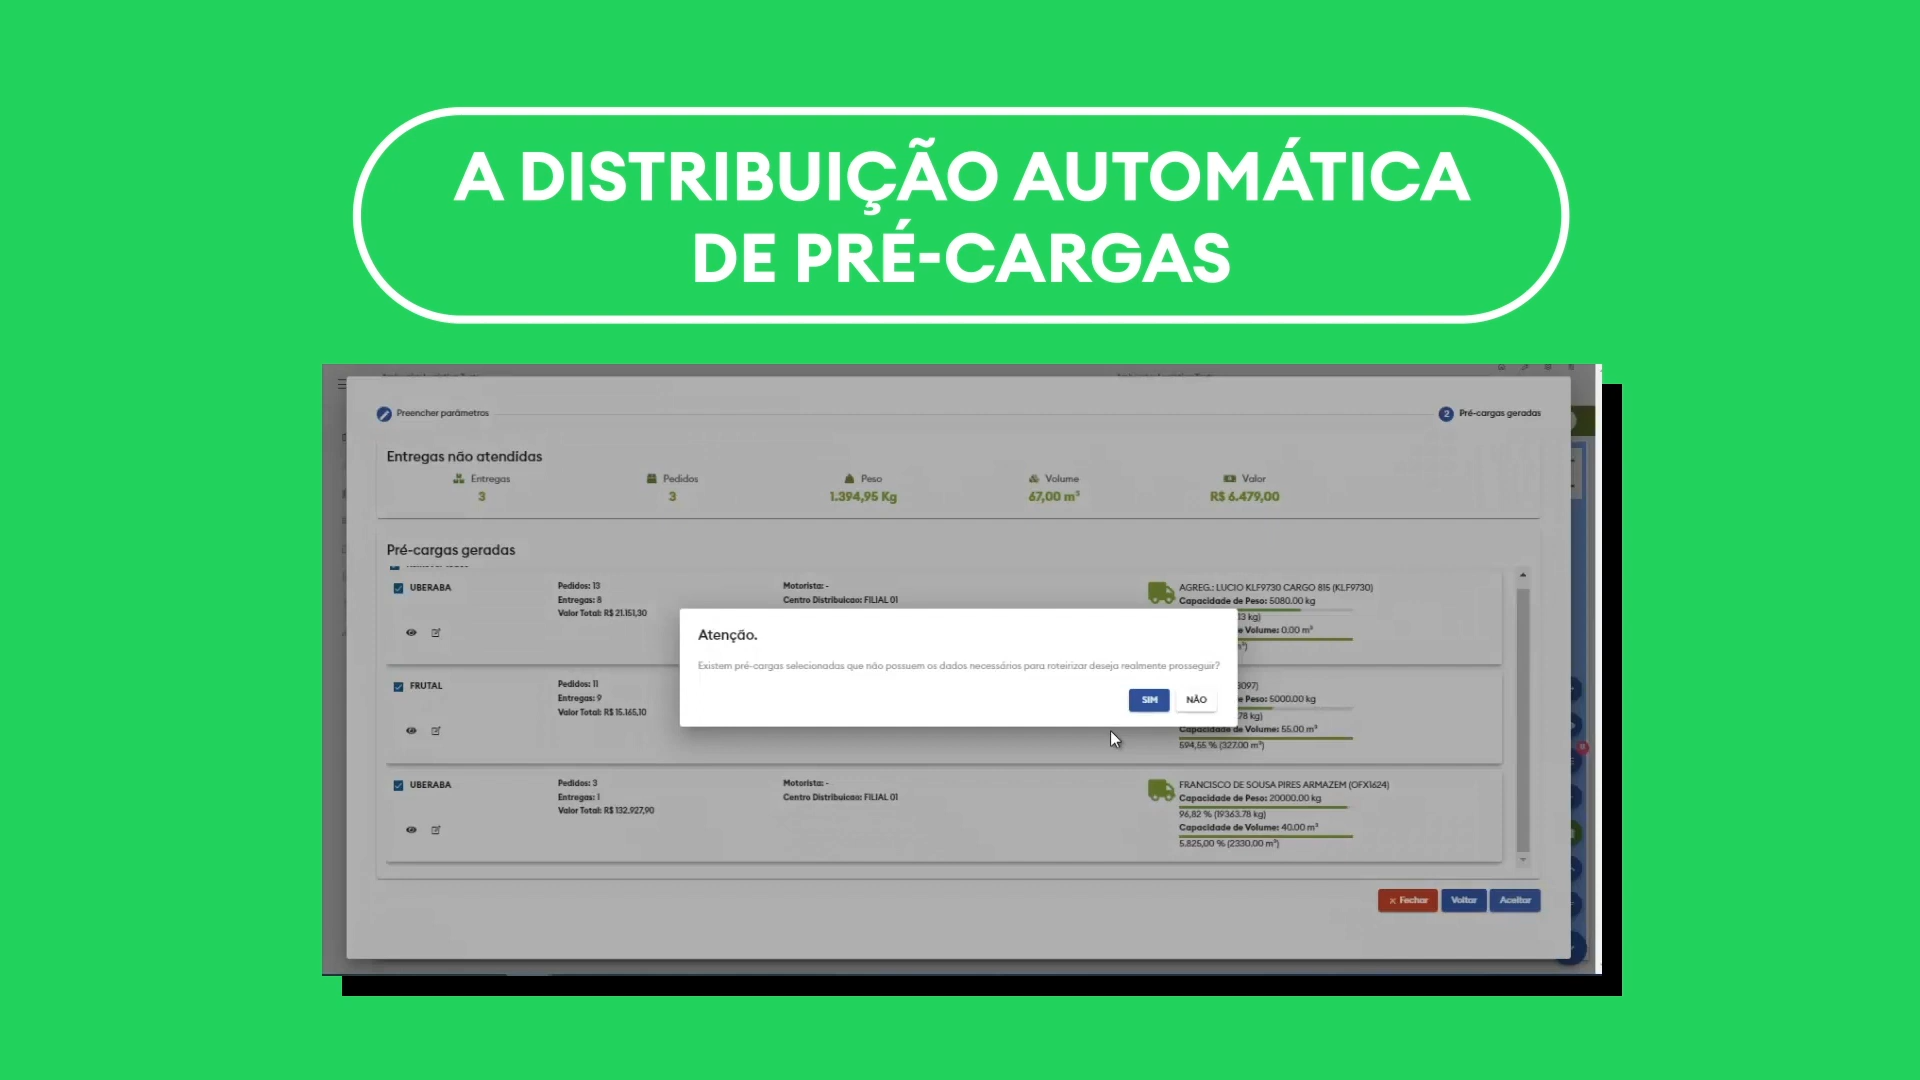 A DISTRIBUIÇÃO AUTOMÁTICA
DE PRÉ-CARGAS
Preencher parâmetros
2 Pré-cargas geradas
Entregas não atendidas
Entregas Pedidos Peso Volume Valor
3 3 1.394,95 Kg 67,00 m³ R$ 6.479,00
Pré-cargas geradas
UBERABA
Pedidos: 13
Entregas: 8
Valor Total: R$ 21.151,30
Motorista: -
Centro Distribuicao: FILIAL 01
AGREG.: LUCIO KLF9730 CARGO 815 (KLF9730)
Capacidade de Peso: 5080.00 kg
13 kg)
e Volume: 0.00 m³
m³)
Atenção.
Existem pré-cargas selecionadas que não possuem os dados necessários para roteirizar deseja realmente prosseguir?
SIM NÃO
FRUTAL
Pedidos: 11
Entregas: 9
Valor Total: R$ 15.165,10
3097)
e Peso: 5000.00 kg
.78 kg)
Capacidade de Volume: 55.00 m³
594,55 % (327.00 m³)
UBERABA
Pedidos: 3
Entregas: 1
Valor Total: R$ 132.927,90
Motorista: -
Centro Distribuicao: FILIAL 01
FRANCISCO DE SOUSA PIRES ARMAZEM (OFX1624)
Capacidade de Peso: 20000.00 kg
96,82 % (19363.78 kg)
Capacidade de Volume: 40.00 m³
5.825,00 % (2330.00 m³)
× Fechar Voltar Aceitar